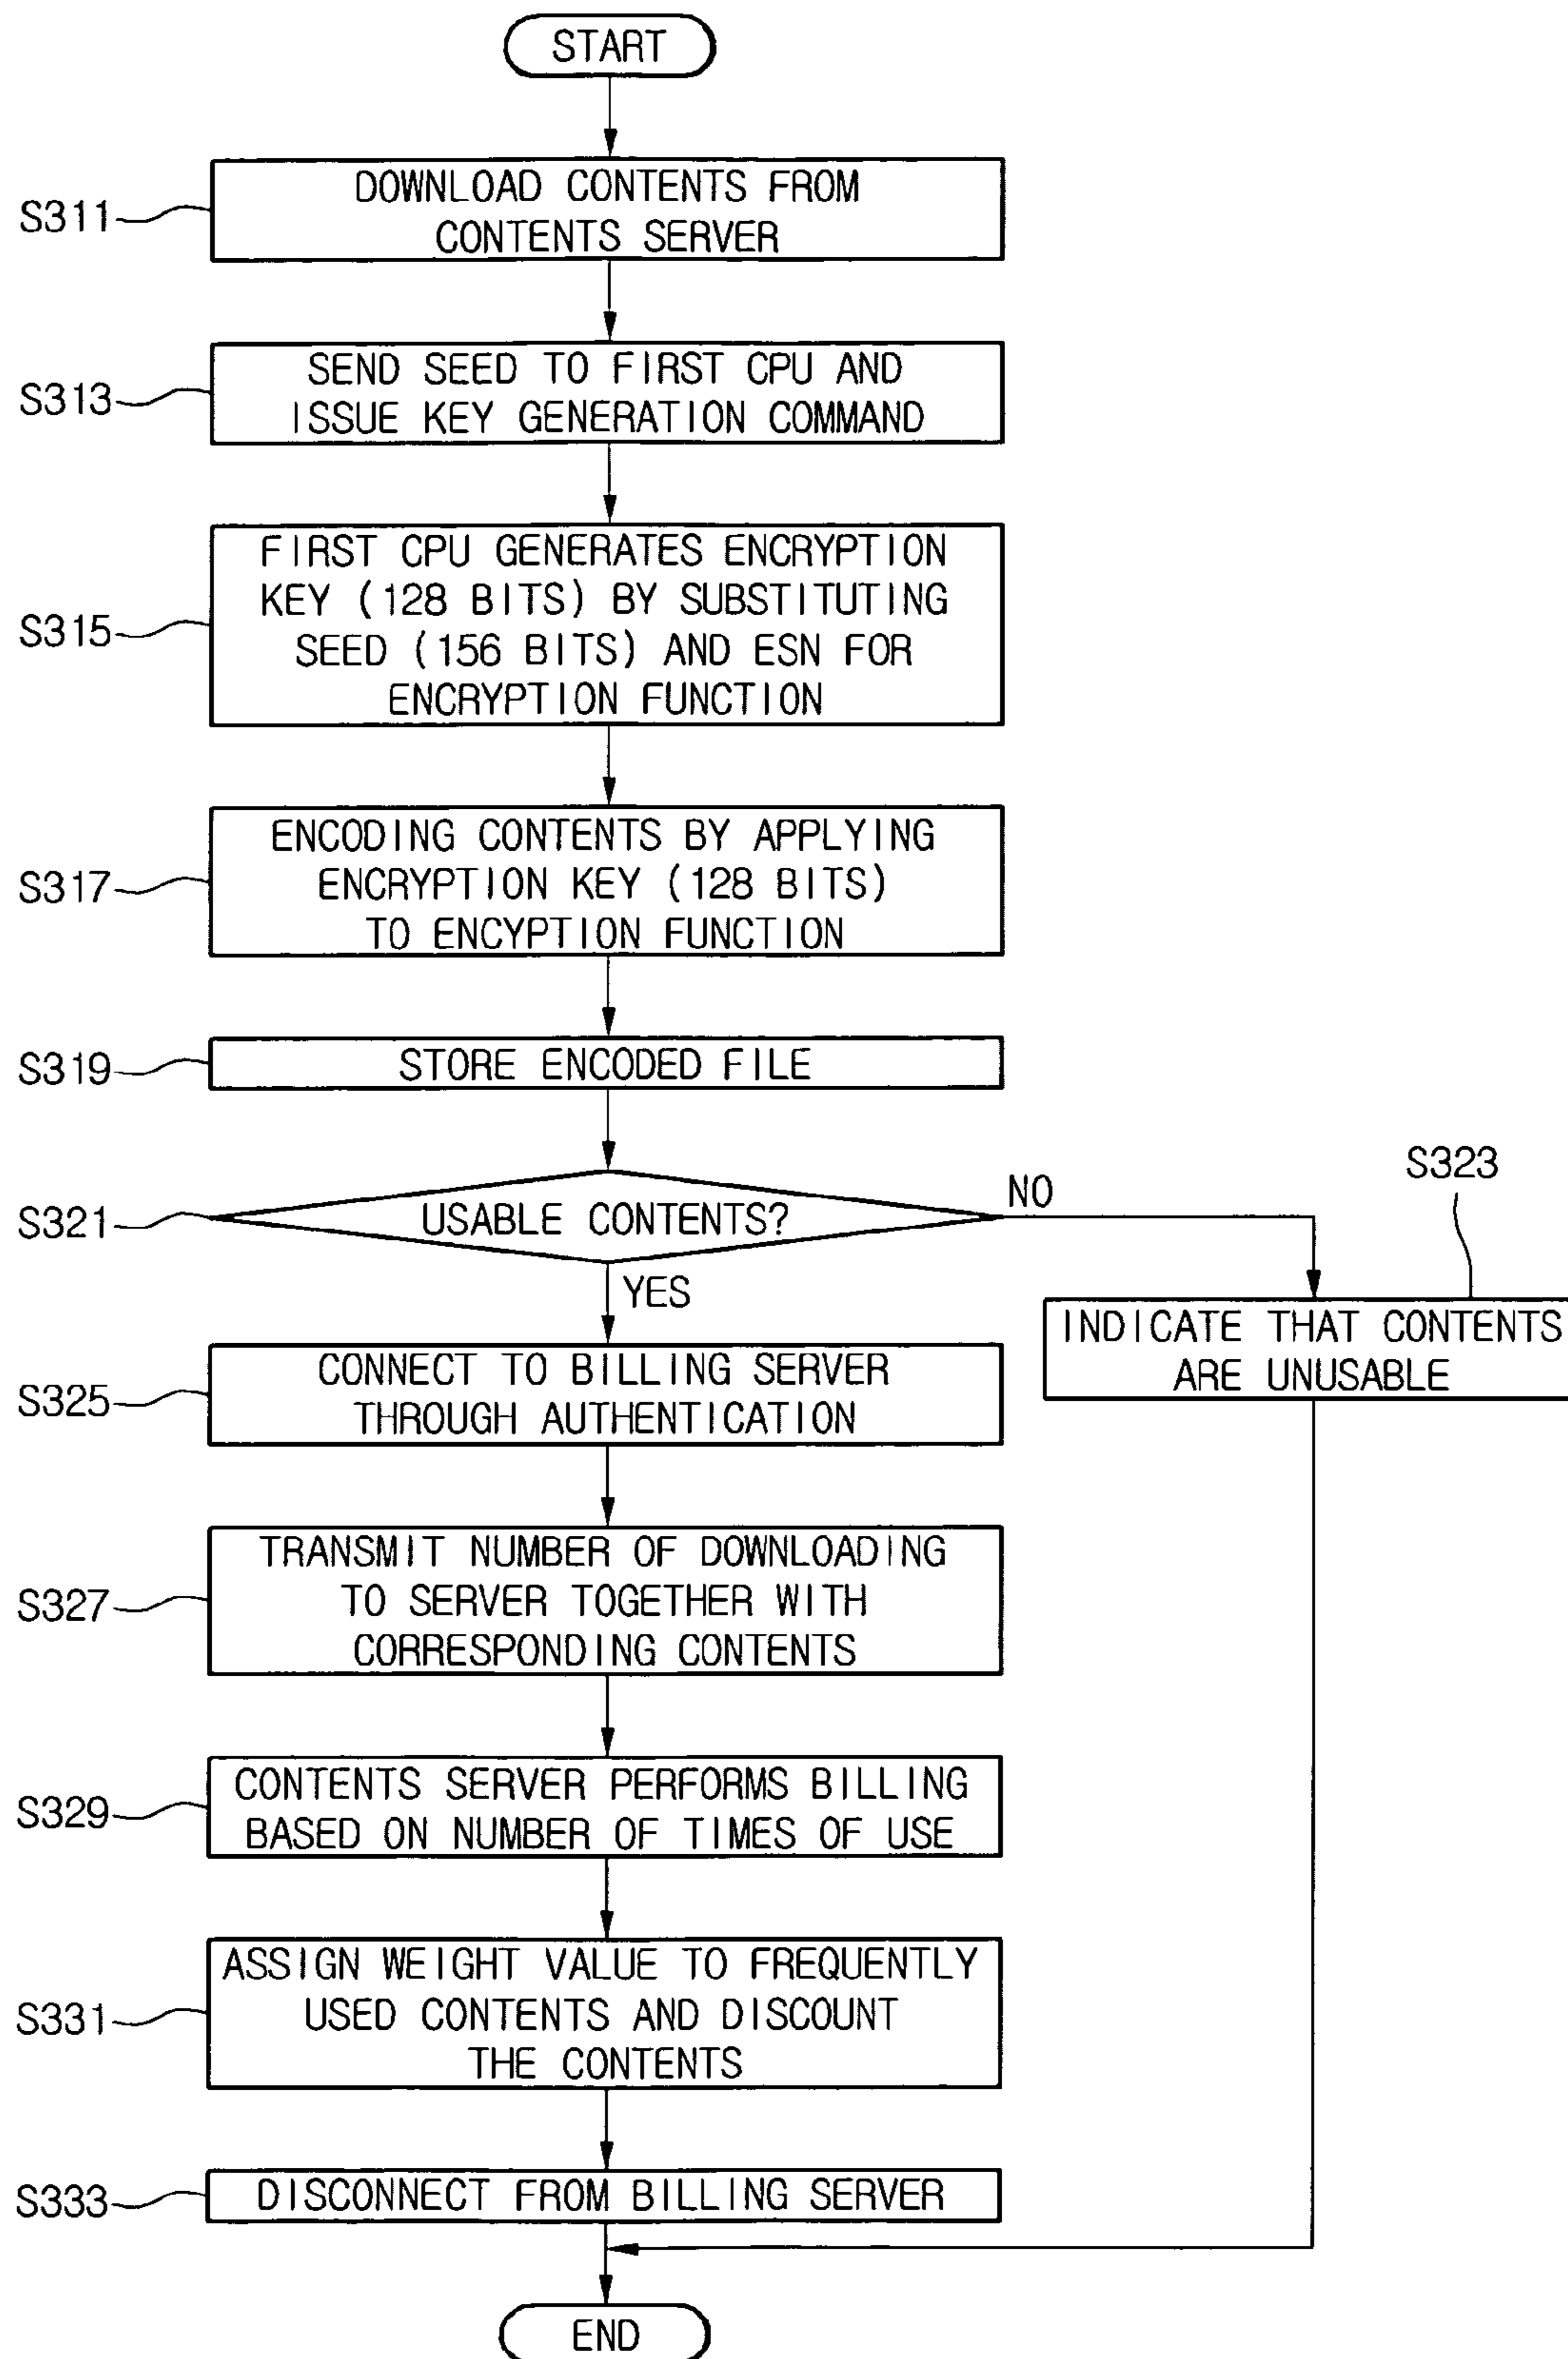 START
S311
DOWNLOAD CONTENTS FROM
CONTENTS SERVER
S313
SEND SEED TO FIRST CPU AND
ISSUE KEY GENERATION COMMAND
S315
FIRST CPU GENERATES ENCRYPTION
KEY (128 BITS) BY SUBSTITUTING
SEED (156 BITS) AND ESN FOR
ENCRYPTION FUNCTION
S317
ENCODING CONTENTS BY APPLYING
ENCRYPTION KEY (128 BITS)
TO ENCYPTION FUNCTION
S319
STORE ENCODED FILE
S321
USABLE CONTENTS?
NO
YES
S323
INDICATE THAT CONTENTS
ARE UNUSABLE
S325
CONNECT TO BILLING SERVER
THROUGH AUTHENTICATION
S327
TRANSMIT NUMBER OF DOWNLOADING
TO SERVER TOGETHER WITH
CORRESPONDING CONTENTS
S329
CONTENTS SERVER PERFORMS BILLING
BASED ON NUMBER OF TIMES OF USE
S331
ASSIGN WEIGHT VALUE TO FREQUENTLY
USED CONTENTS AND DISCOUNT
THE CONTENTS
S333
DISCONNECT FROM BILLING SERVER
END